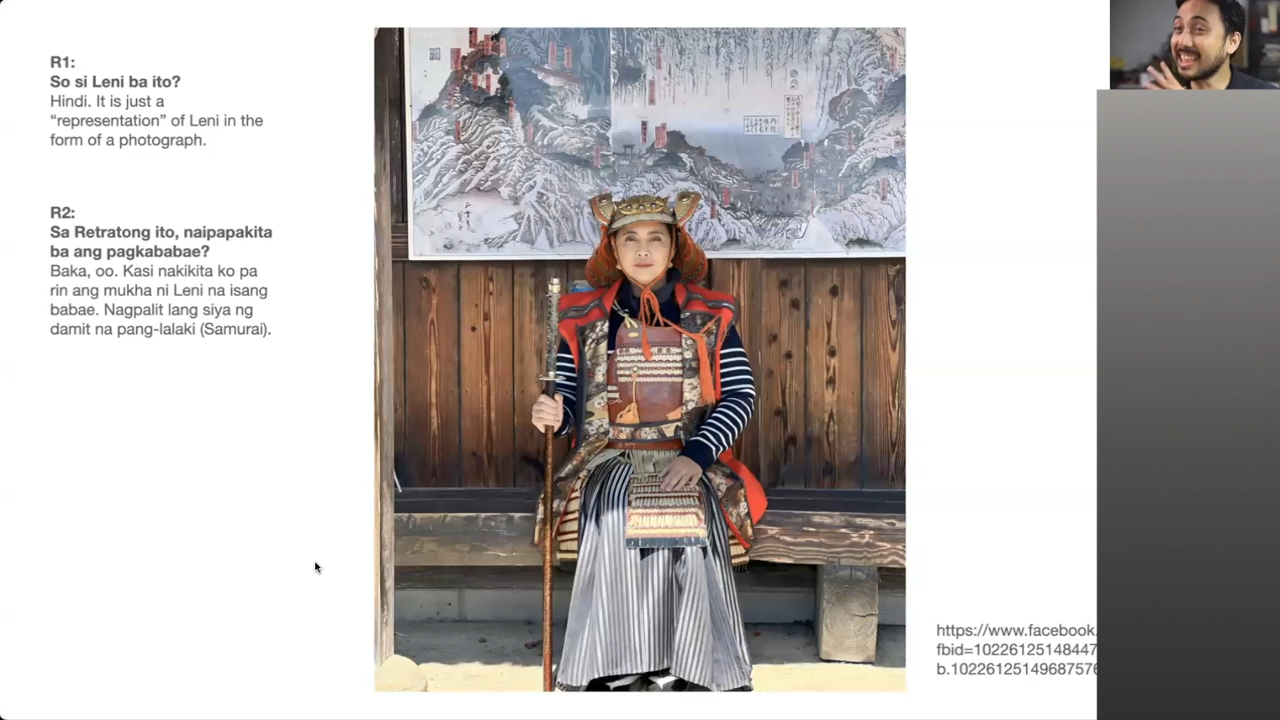 R1:
So si Leni ba ito?
Hindi. It is just a
“representation” of Leni in the
form of a photograph.
R2:
Sa Retratong ito, naipapakita
ba ang pagkababae?
Baka, oo. Kasi nakikita ko pa
rin ang mukha ni Leni na isang
babae. Nagpalit lang siya ng
damit na pang-lalaki (Samurai).
https://www.facebook.
fbid=10226125148447
b.10226125149687576